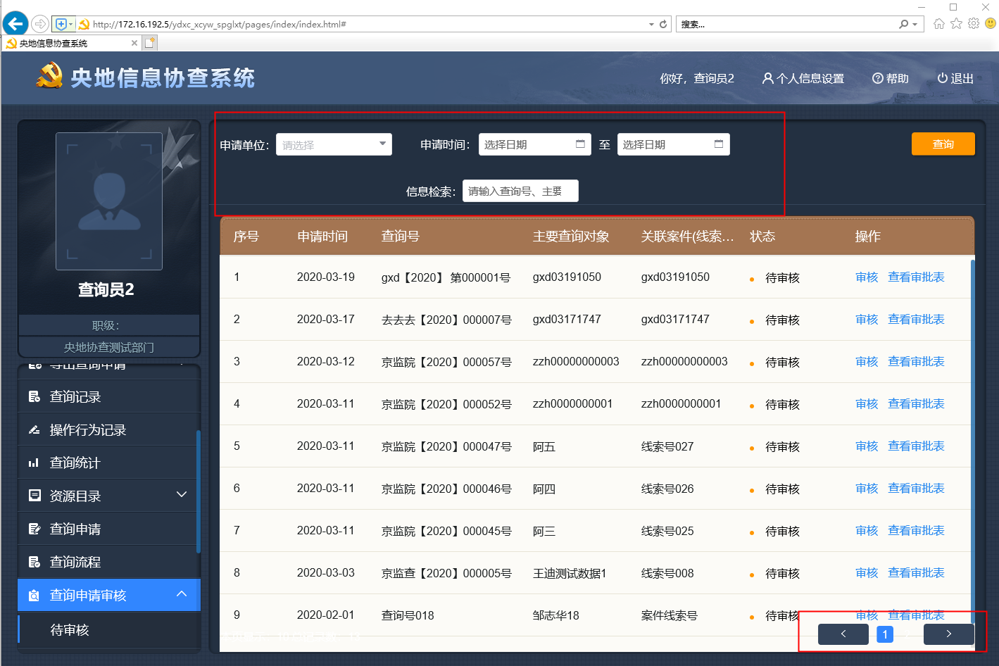 http://172.16.192.5/ydxc_xcyw_spglxt/pages/index/index.html#
搜索...
央地信息协查系统
央地信息协查系统
你好，查询员2 个人信息设置 帮助 退出
申请单位： 请选择 申请时间： 选择日期 至 选择日期 查询
信息检索： 请输入查询号、主要
查询员2
职级：
央地协查测试部门
导出查询申请
查询记录
操作行为记录
查询统计
资源目录
查询申请
查询流程
查询申请审核
待审核
序号 申请时间 查询号 主要查询对象 关联案件(线索... 状态 操作
1 2020-03-19 gxd【2020】 第000001号 gxd03191050 gxd03191050 待审核 审核 查看审批表
2 2020-03-17 去去去【2020】000007号 gxd03171747 gxd03171747 待审核 审核 查看审批表
3 2020-03-12 京监院【2020】000057号 zzh00000000003 zzh00000000003 待审核 审核 查看审批表
4 2020-03-11 京监院【2020】000052号 zzh0000000001 zzh0000000001 待审核 审核 查看审批表
5 2020-03-11 京监院【2020】000047号 阿五 线索号027 待审核 审核 查看审批表
6 2020-03-11 京监院【2020】000046号 阿四 线索号026 待审核 审核 查看审批表
7 2020-03-11 京监院【2020】000045号 阿三 线索号025 待审核 审核 查看审批表
8 2020-03-03 京监查【2020】000005号 王迪测试数据1 线索号008 待审核 审核 查看审批表
9 2020-02-01 查询号018 邹志华18 案件线索号 待审核 审核 查看审批表
1